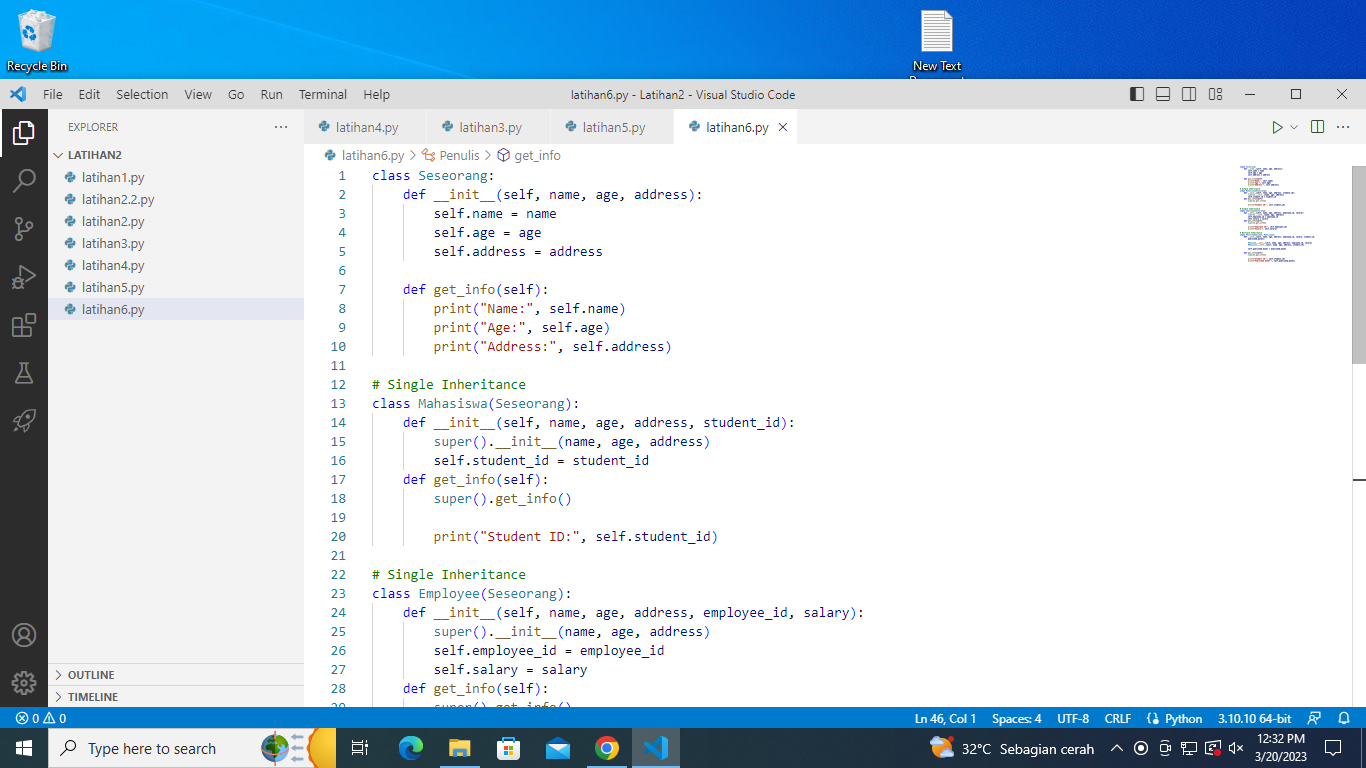 Recycle Bin
New Text
File Edit Selection View Go Run Terminal Help
latihan6.py - Latihan2 - Visual Studio Code
EXPLORER
LATIHAN2
latihan1.py
latihan2.2.py
latihan2.py
latihan3.py
latihan4.py
latihan5.py
latihan6.py
OUTLINE
TIMELINE
latihan4.py latihan3.py latihan5.py latihan6.py
latihan6.py > Penulis > get_info
1 class Seseorang:
2 def __init__(self, name, age, address):
3 self.name = name
4 self.age = age
5 self.address = address
6
7 def get_info(self):
8 print("Name:", self.name)
9 print("Age:", self.age)
10 print("Address:", self.address)
11
12 # Single Inheritance
13 class Mahasiswa(Seseorang):
14 def __init__(self, name, age, address, student_id):
15 super().__init__(name, age, address)
16 self.student_id = student_id
17 def get_info(self):
18 super().get_info()
19
20 print("Student ID:", self.student_id)
21
22 # Single Inheritance
23 class Employee(Seseorang):
24 def __init__(self, name, age, address, employee_id, salary):
25 super().__init__(name, age, address)
26 self.employee_id = employee_id
27 self.salary = salary
28 def get_info(self):
29 super().get_info()
0 0
Ln 46, Col 1 Spaces: 4 UTF-8 CRLF Python 3.10.10 64-bit
Type here to search
32°C Sebagian cerah
12:32 PM
3/20/2023